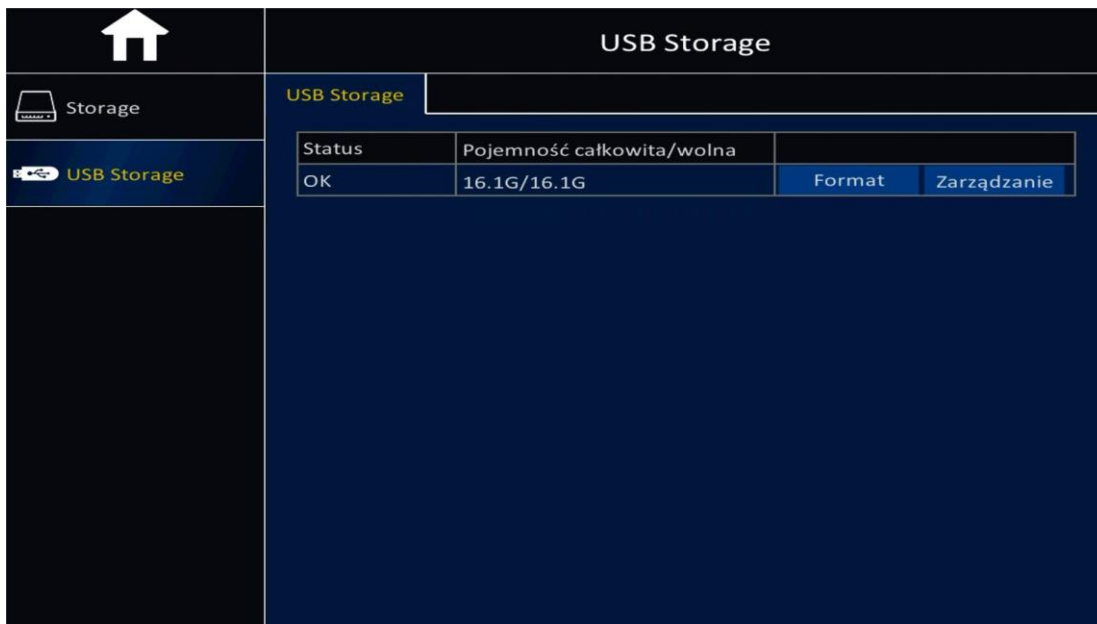 USB Storage
Storage
USB Storage
USB Storage
Status Pojemność całkowita/wolna
OK 16.1G/16.1G Format Zarządzanie